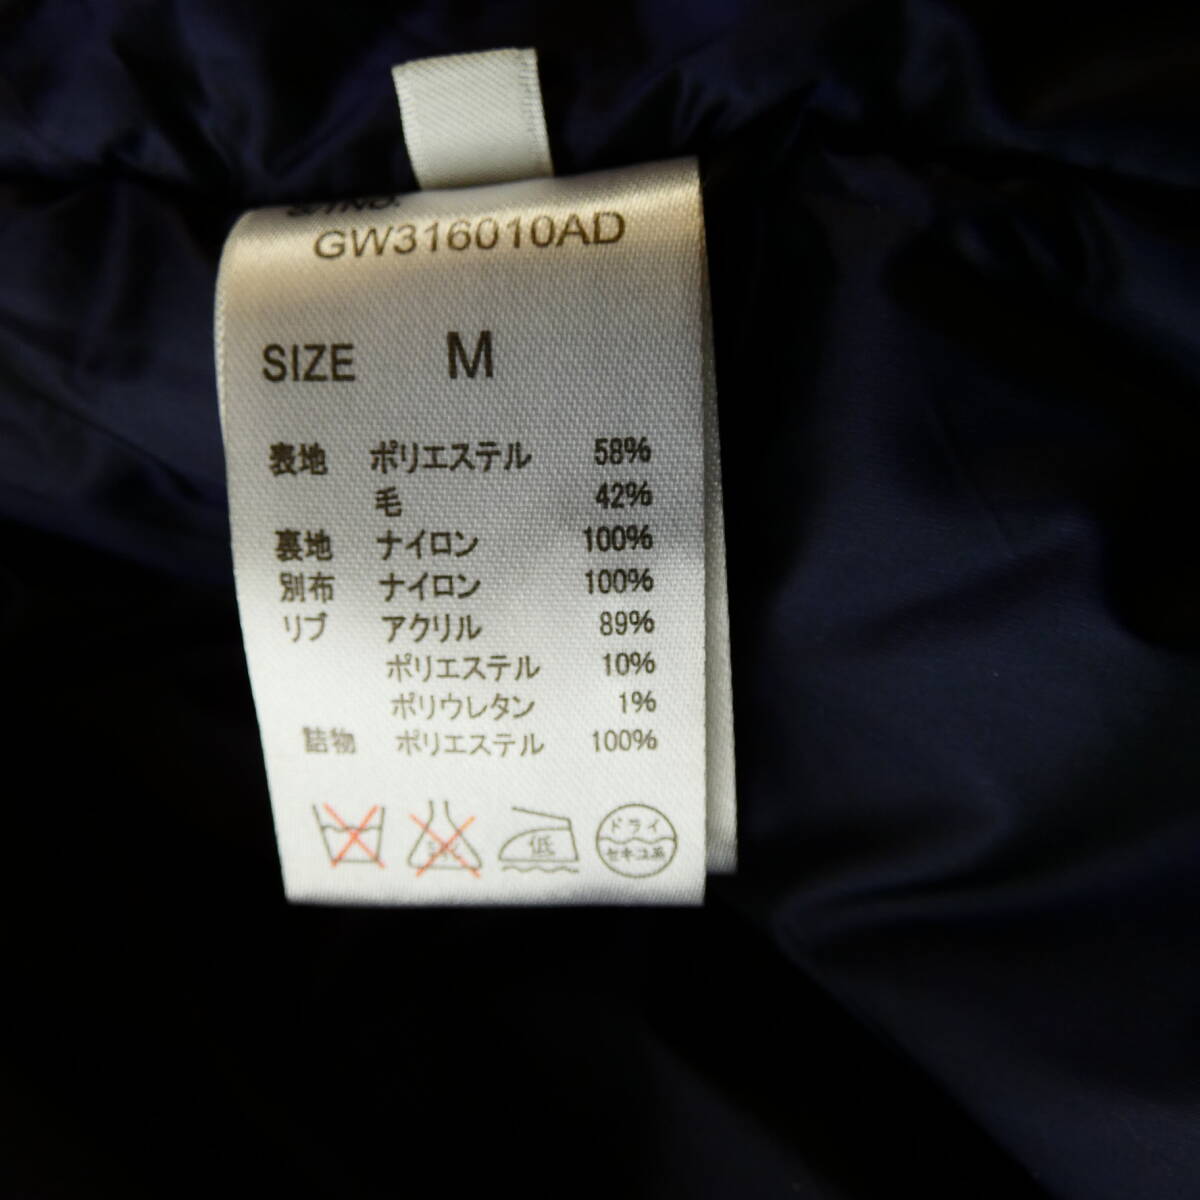 & INC.
GW316010AD
SIZE M
表地 ポリエステル 58%
毛 42%
裏地 ナイロン 100%
別布 ナイロン 100%
リブ アクリル 89%
ポリエステル 10%
ポリウレタン 1%
詰物 ポリエステル 100%
低
ドライ
セキユ系